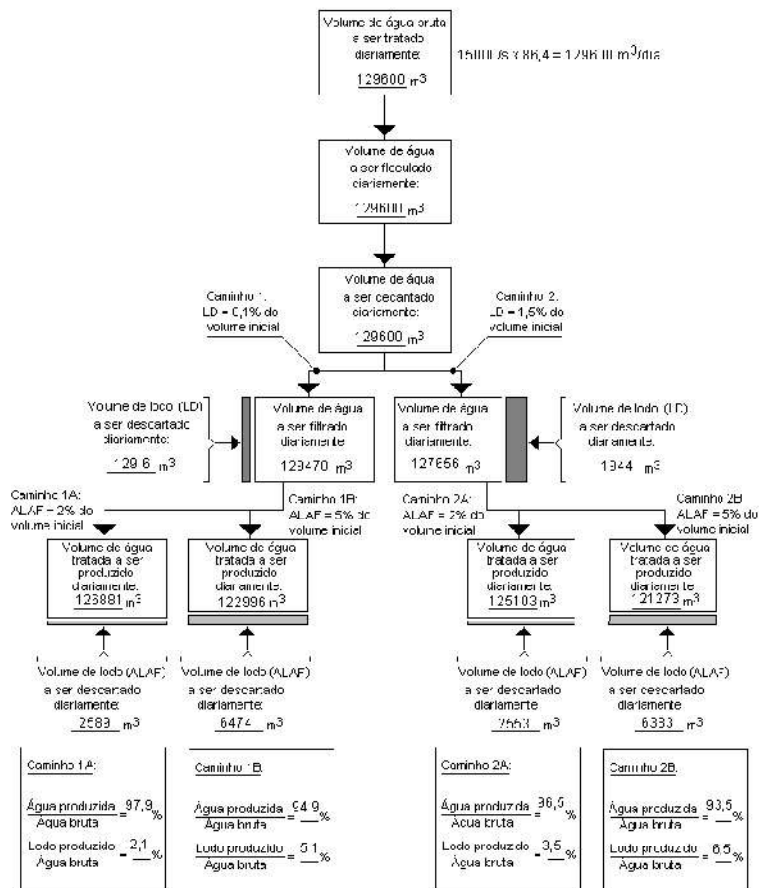 Volume de água bruta
a ser tratado
diariamente:
129600 m³
1500 l/s x 86,4 = 129600 m³/dia
Volume de água
a ser floculado
diariamente:
129600 m³
Volume de água
a ser decantado
diariamente:
129600 m³
Caminho 1:
LD = 0,1% do
volume inicial
Caminho 2:
LD = 1,5% do
volume inicial
Volume de lodo (LD)
a ser descartado
diariamente:
129,6 m³
Volume de água
a ser filtrado
diariamente
129470 m³
Volume de água
a ser filtrado
diariamente:
127656 m³
Volume de lodo (LD)
a ser descartado
diariamente:
1944 m³
Caminho 1A:
ALAF = 2% do
volume inicial
Caminho 1B:
ALAF = 5% do
volume inicial
Caminho 2A:
ALAF = 2% do
volume inicial
Caminho 2B
ALAF = 5% do
volume inicial
Volume de água
tratada a ser
produzido
diariamente:
126881 m³
Volume de água
tratada a ser
produzido
diariamente:
122996 m³
Volume de água
tratada a ser
produzido
diariamente:
125103 m³
Volume de água
tratada a ser
produzido
diariamente:
121273 m³
Volume de lodo (ALAF)
a ser descartado
diariamente:
2589 m³
Volume de lodo (ALAF)
a ser descartado
diariamente:
6474 m³
Volume de lodo (ALAF)
a ser descartado
diariamente:
2553 m³
Volume de lodo (ALAF)
a ser descartado
diariamente:
6383 m³
Caminho 1A:
Água produzida = 97,9 %
Água bruta
Lodo produzido = 2,1 %
Água bruta
Caminho 1B:
Água produzida = 94,9 %
Água bruta
Lodo produzido = 5,1 %
Água bruta
Caminho 2A:
Água produzida = 96,5 %
Água bruta
Lodo produzido = 3,5 %
Água bruta
Caminho 2B:
Água produzida = 93,5 %
Água bruta
Lodo produzido = 6,5 %
Água bruta